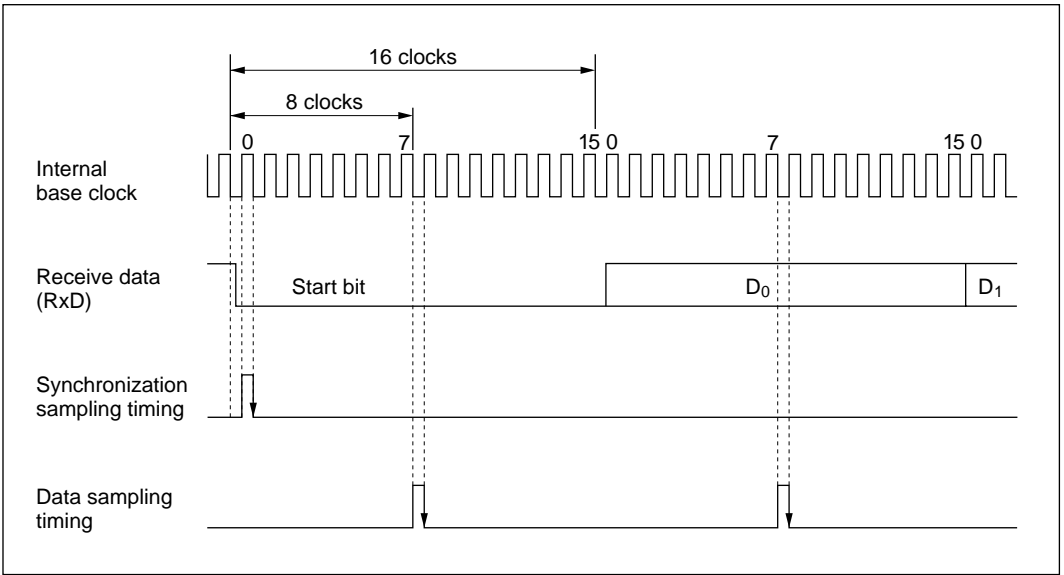 16 clocks
8 clocks
0 7 15 0 7 15 0
Internal
base clock
Receive data
(RxD)
Start bit D0 D1
Synchronization
sampling timing
Data sampling
timing